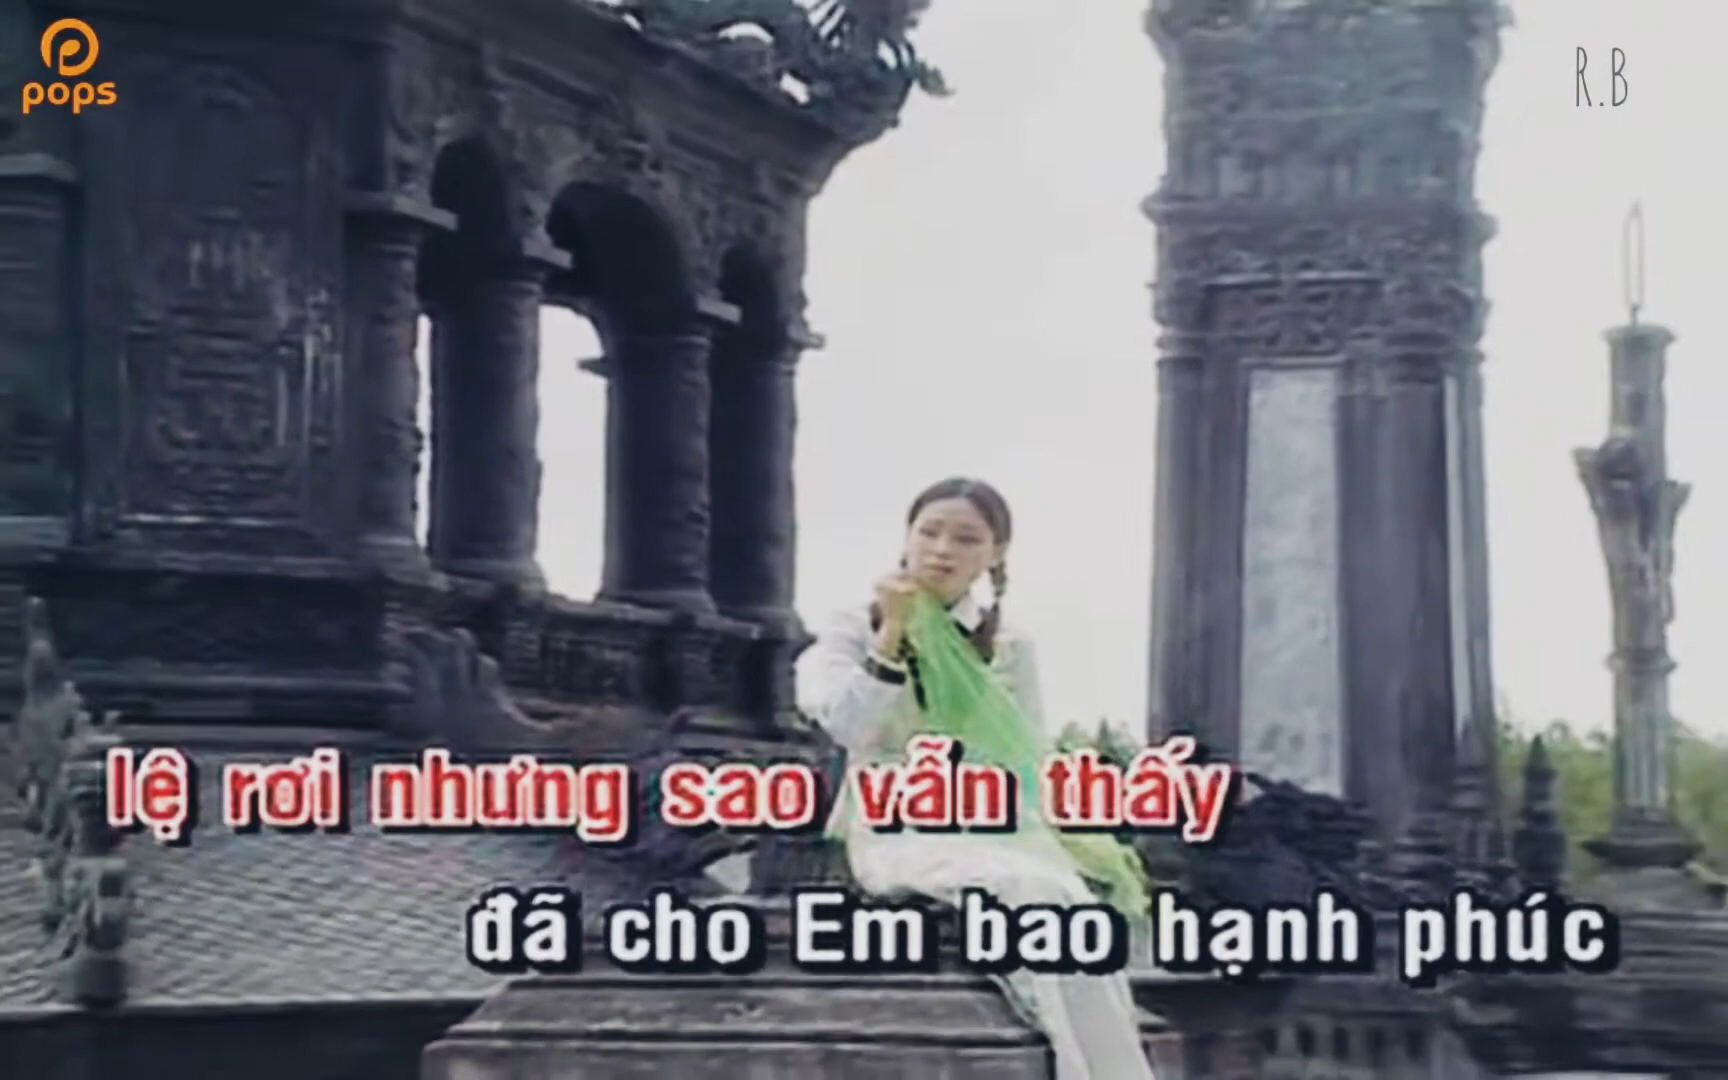 pops
R.B
lệ rơi nhưng sao vẫn thấy
đã cho Em bao hạnh phúc